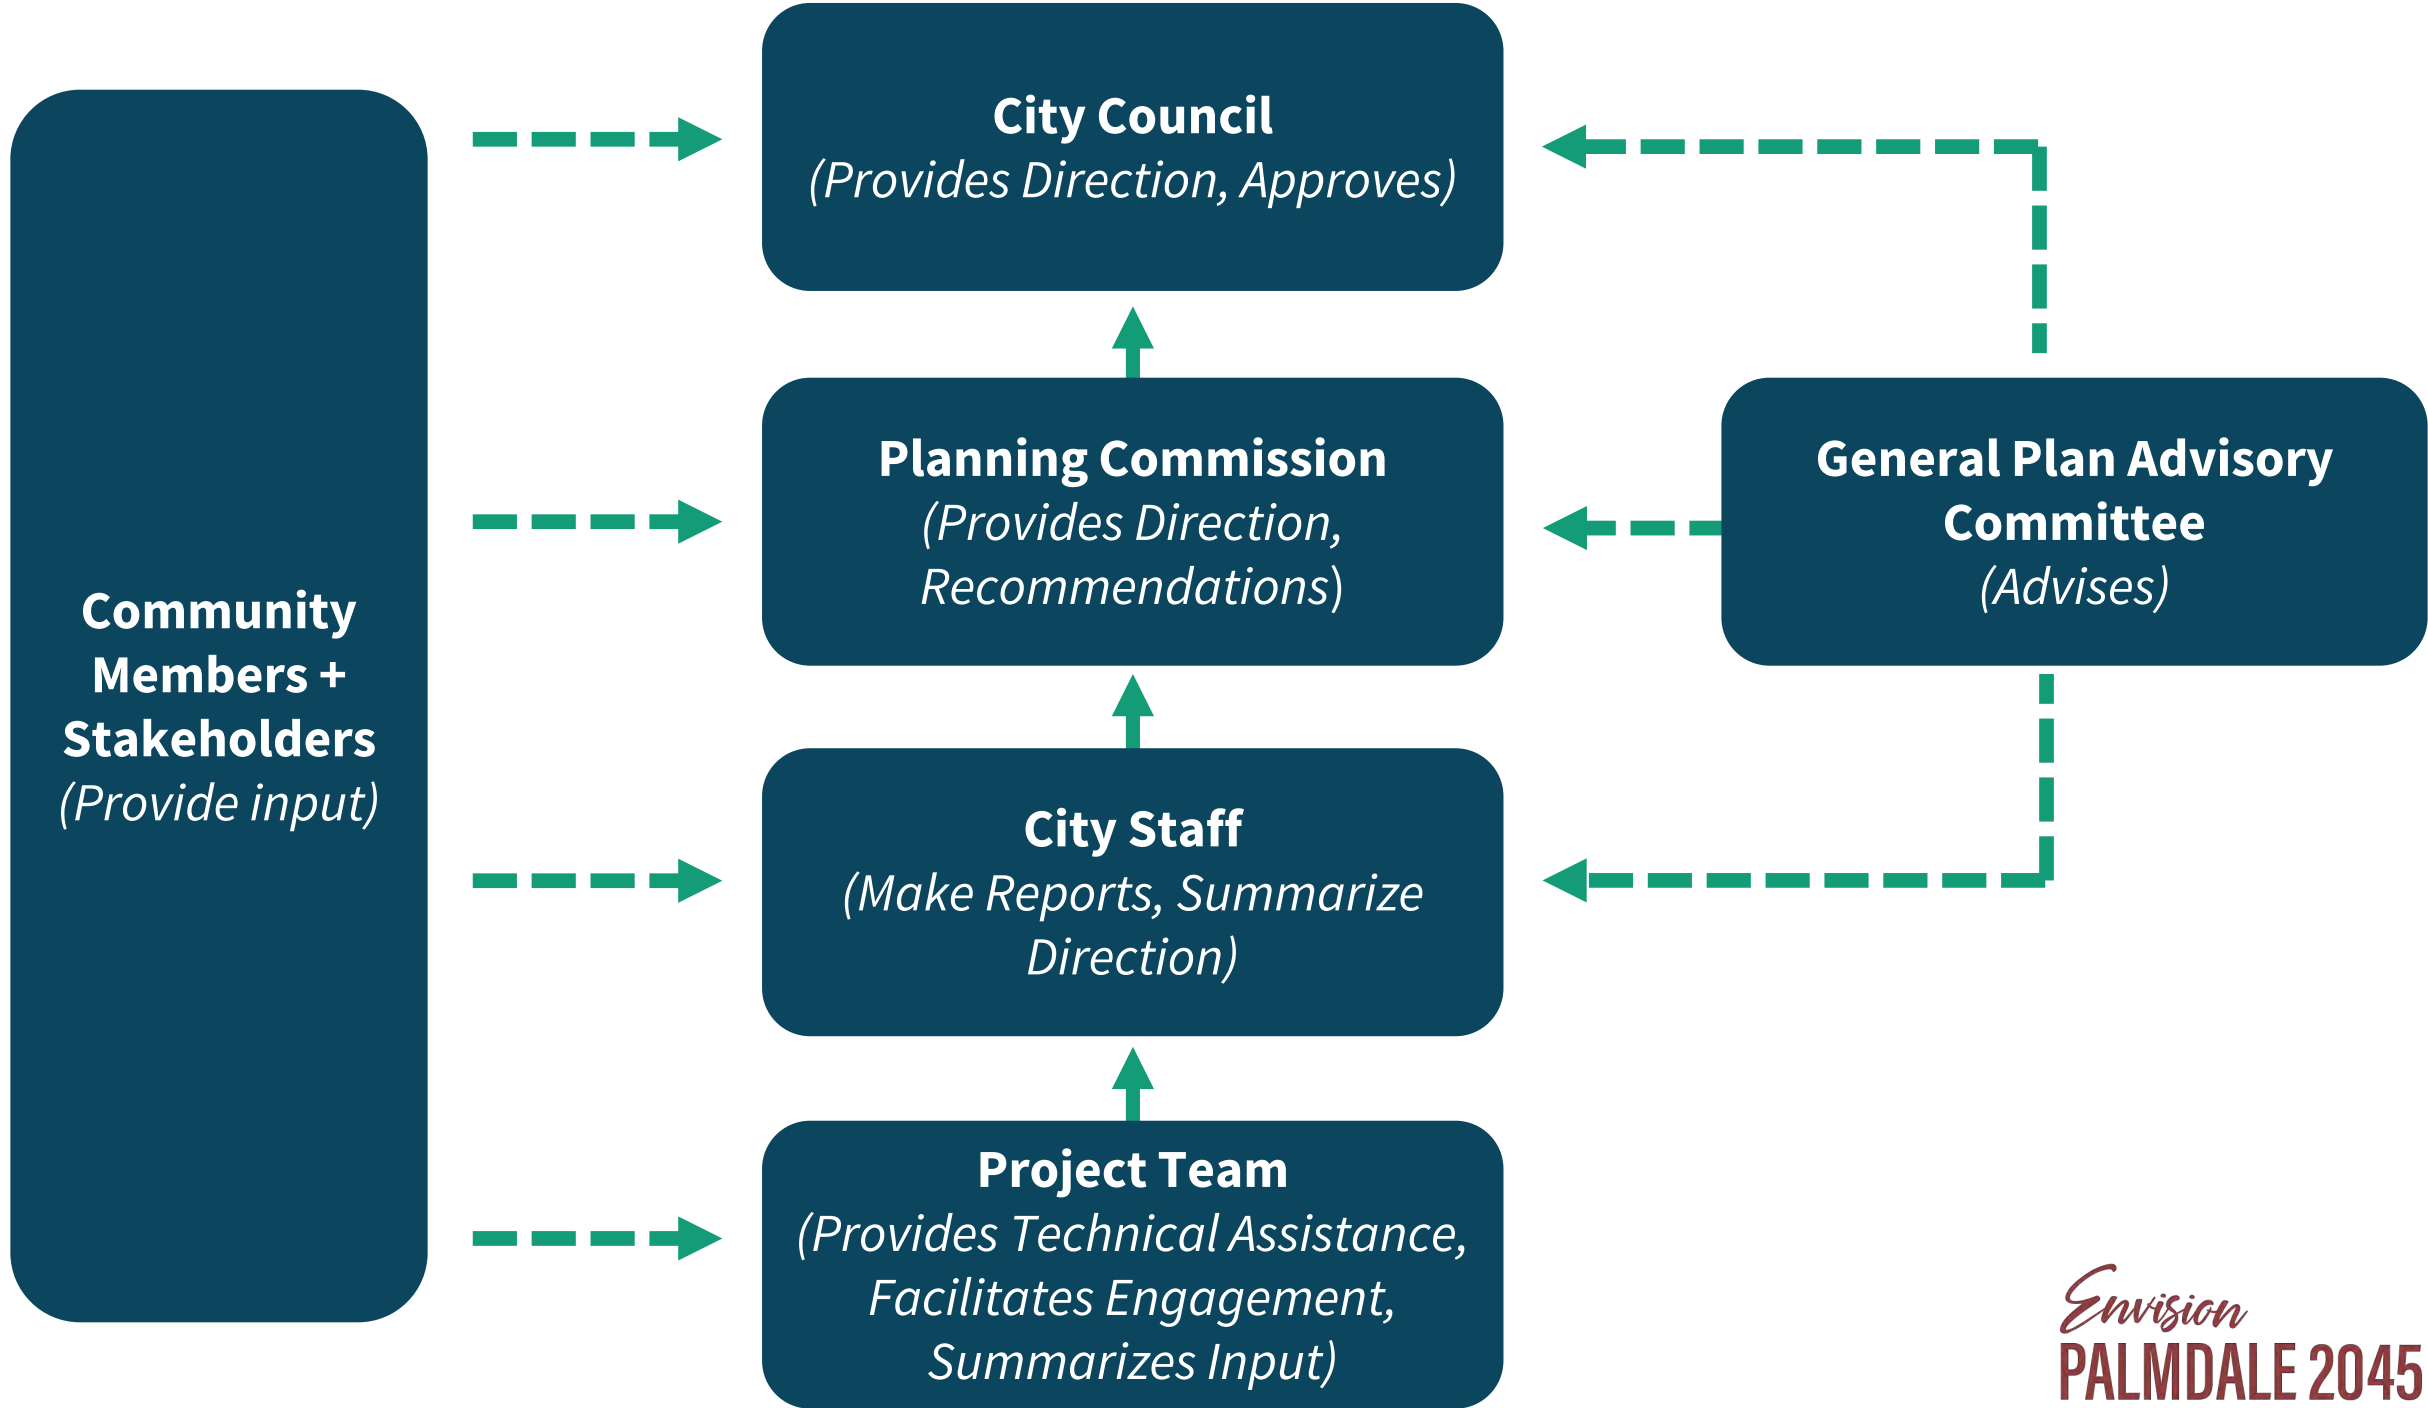 City Council
(Provides Direction, Approves)
Community
Members +
Stakeholders
(Provide input)
Planning Commission
(Provides Direction,
Recommendations)
General Plan Advisory
Committee
(Advises)
City Staff
(Make Reports, Summarize
Direction)
Project Team
(Provides Technical Assistance,
Facilitates Engagement,
Summarizes Input)
Envision
PALMDALE 2045